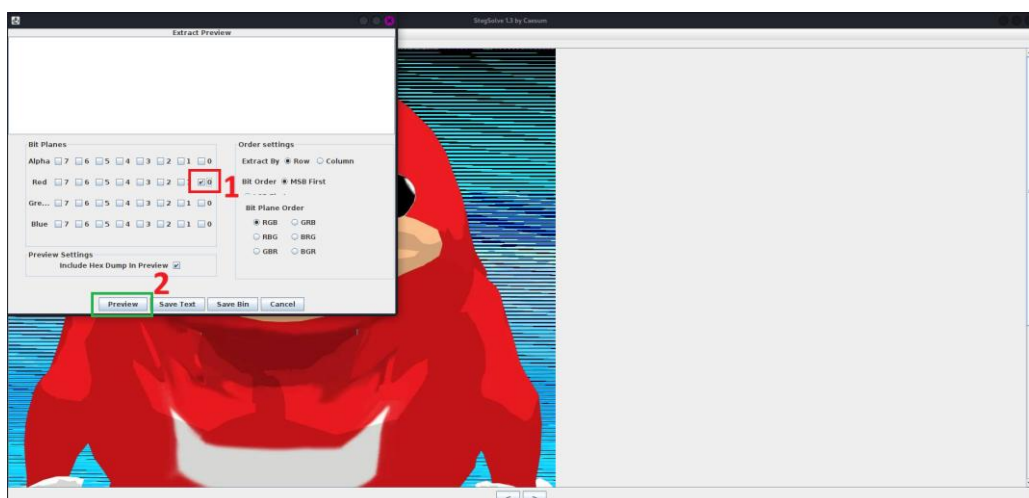 StegSolve 1.3 by Caesum
Extract Preview
Bit Planes
Alpha 7 6 5 4 3 2 1 0
Red 7 6 5 4 3 2 0
Gre... 7 6 5 4 3 2 1 0
Blue 7 6 5 4 3 2 1 0
1
Order settings
Extract By Row Column
Bit Order MSB First
Bit Plane Order
RGB GRB
RBG BRG
GBR BGR
Preview Settings
Include Hex Dump In Preview
2
Preview Save Text Save Bin Cancel
< >